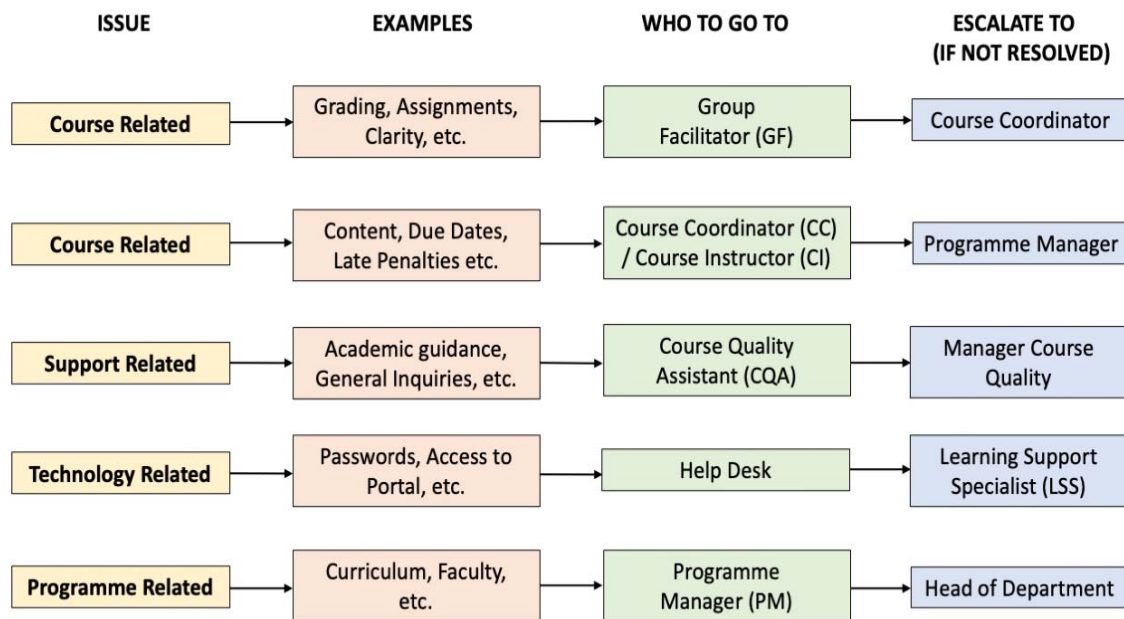 ISSUE
EXAMPLES
WHO TO GO TO
ESCALATE TO
(IF NOT RESOLVED)
Course Related
Grading, Assignments,
Clarity, etc.
Group
Facilitator (GF)
Course Coordinator
Course Related
Content, Due Dates,
Late Penalties etc.
Course Coordinator (CC)
/ Course Instructor (CI)
Programme Manager
Support Related
Academic guidance,
General Inquiries, etc.
Course Quality
Assistant (CQA)
Manager Course
Quality
Technology Related
Passwords, Access to
Portal, etc.
Help Desk
Learning Support
Specialist (LSS)
Programme Related
Curriculum, Faculty,
etc.
Programme
Manager (PM)
Head of Department